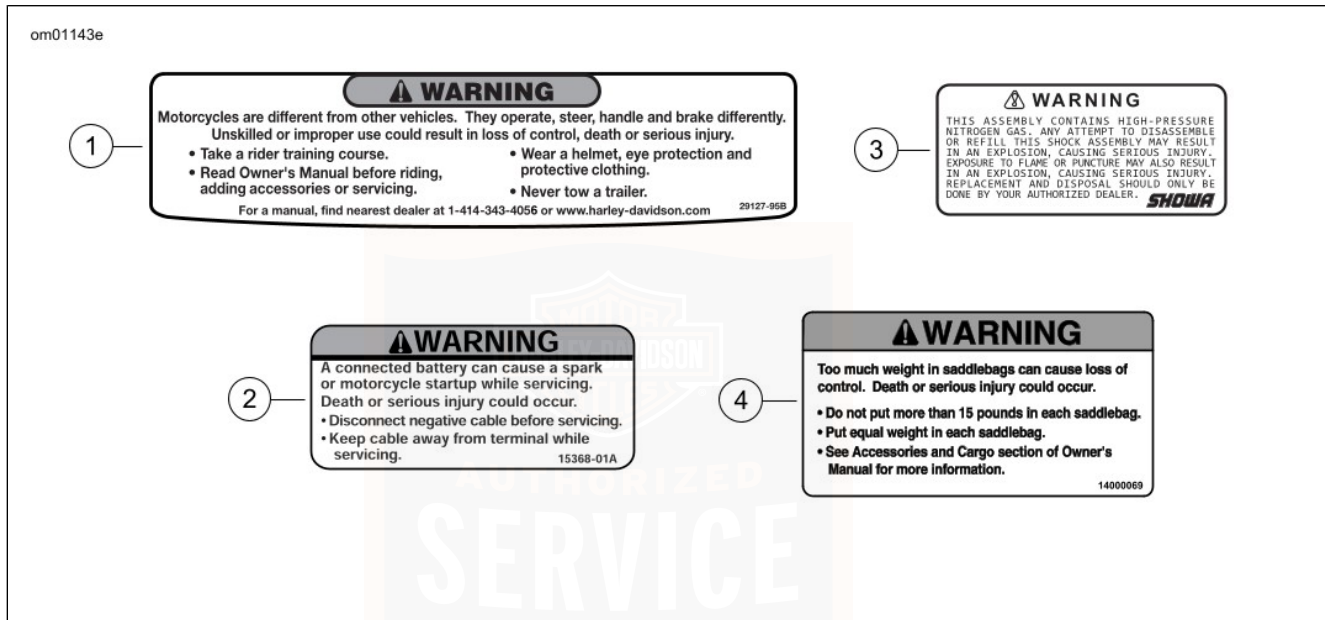 om01143e
1
WARNING
Motorcycles are different from other vehicles. They operate, steer, handle and brake differently.
Unskilled or improper use could result in loss of control, death or serious injury.
• Take a rider training course.
• Read Owner's Manual before riding,
adding accessories or servicing.
• Wear a helmet, eye protection and
protective clothing.
• Never tow a trailer.
For a manual, find nearest dealer at 1-414-343-4056 or www.harley-davidson.com
29127-95B
3
WARNING
THIS ASSEMBLY CONTAINS HIGH-PRESSURE
NITROGEN GAS. ANY ATTEMPT TO DISASSEMBLE
OR REFILL THIS SHOCK ASSEMBLY MAY RESULT
IN AN EXPLOSION, CAUSING SERIOUS INJURY.
EXPOSURE TO FLAME OR PUNCTURE MAY ALSO RESULT
IN AN EXPLOSION, CAUSING SERIOUS INJURY.
REPLACEMENT AND DISPOSAL SHOULD ONLY BE
DONE BY YOUR AUTHORIZED DEALER.
SHOWA
2
WARNING
A connected battery can cause a spark
or motorcycle startup while servicing.
Death or serious injury could occur.
• Disconnect negative cable before servicing.
• Keep cable away from terminal while
servicing.
15368-01A
4
WARNING
Too much weight in saddlebags can cause loss of
control. Death or serious injury could occur.
• Do not put more than 15 pounds in each saddlebag.
• Put equal weight in each saddlebag.
• See Accessories and Cargo section of Owner's
Manual for more information.
14000069
MOTOR
HARLEY-DAVIDSON
AUTHORIZED
SERVICE